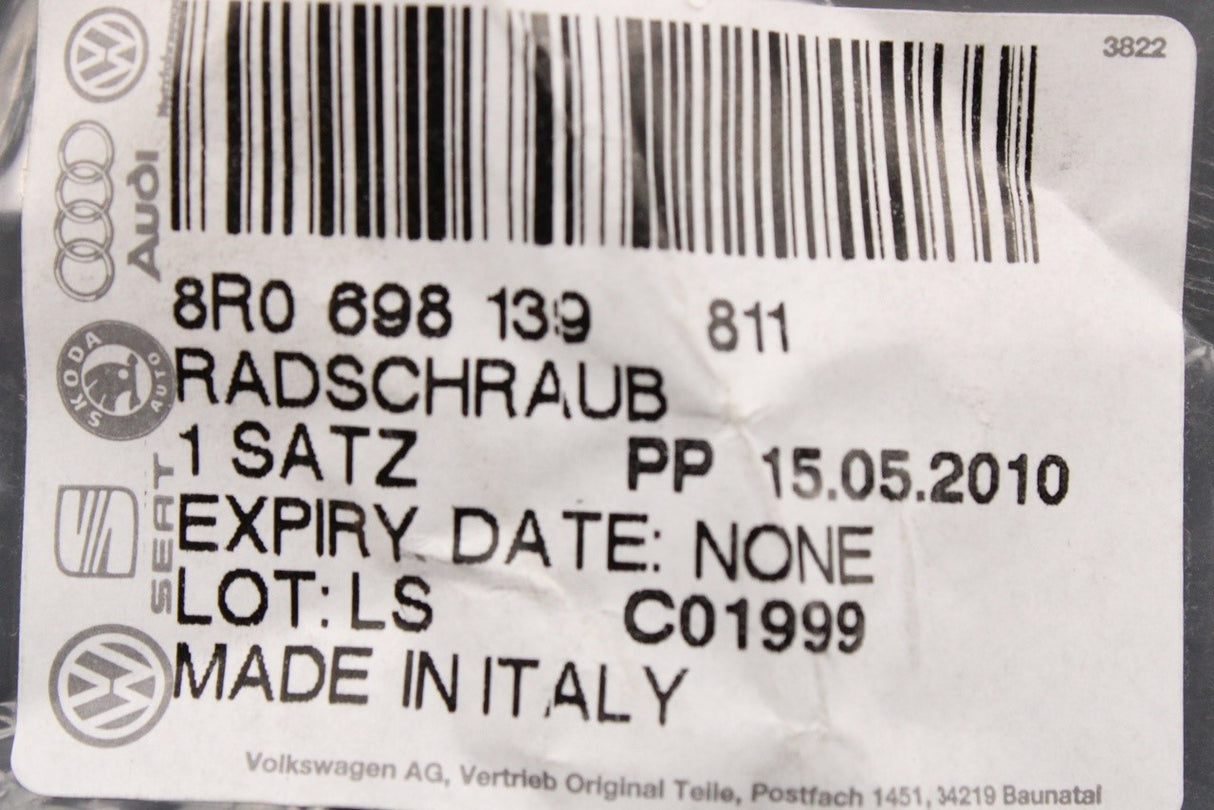 3822
Audi
8R0 698 139 811
SKODA AUTO
RADSCHRAUB
1 SATZ PP 15.05.2010
SEAT
EXPIRY DATE: NONE
LOT: LS C01999
MADE IN ITALY
Volkswagen AG, Vertrieb Original Teile, Postfach 1451, 34219 Baunatal